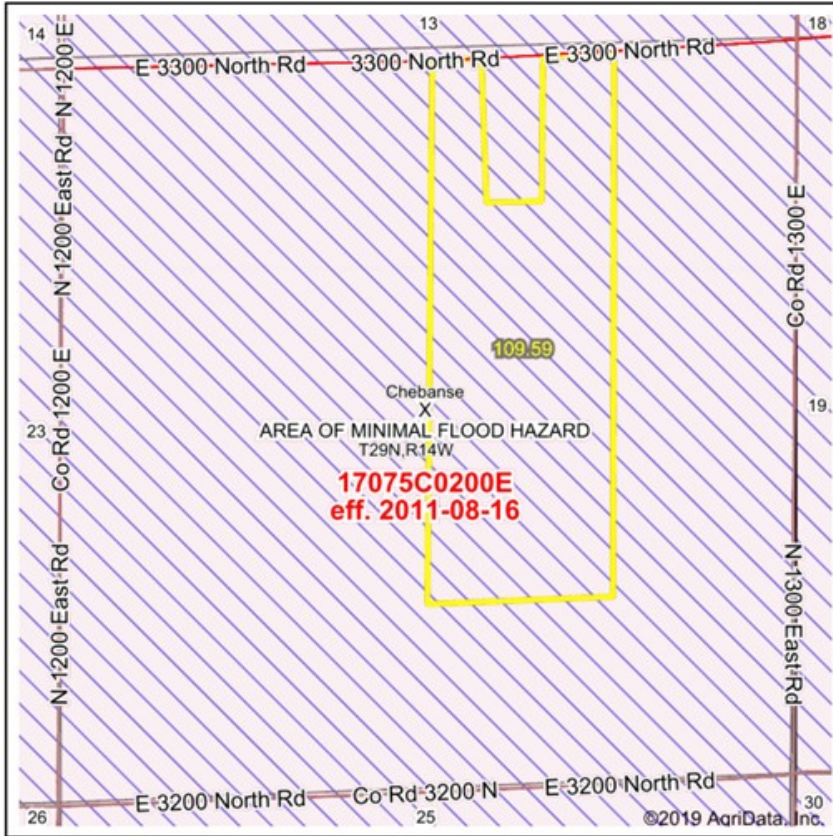 14
13
18
E 3300 North Rd
3300 North Rd
E 3300 North Rd
N 1200 E
N 1200 East Rd
Co Rd 1300 E
109.59
Chebanse
X
AREA OF MINIMAL FLOOD HAZARD
T29N,R14W
23
19
Co Rd 1200 E
17075C0200E
eff. 2011-08-16
N 1200 East Rd
N 1300 East Rd
E 3200 North Rd
Co Rd 3200 N
E 3200 North Rd
26
25
30
©2019 AgriData, Inc.